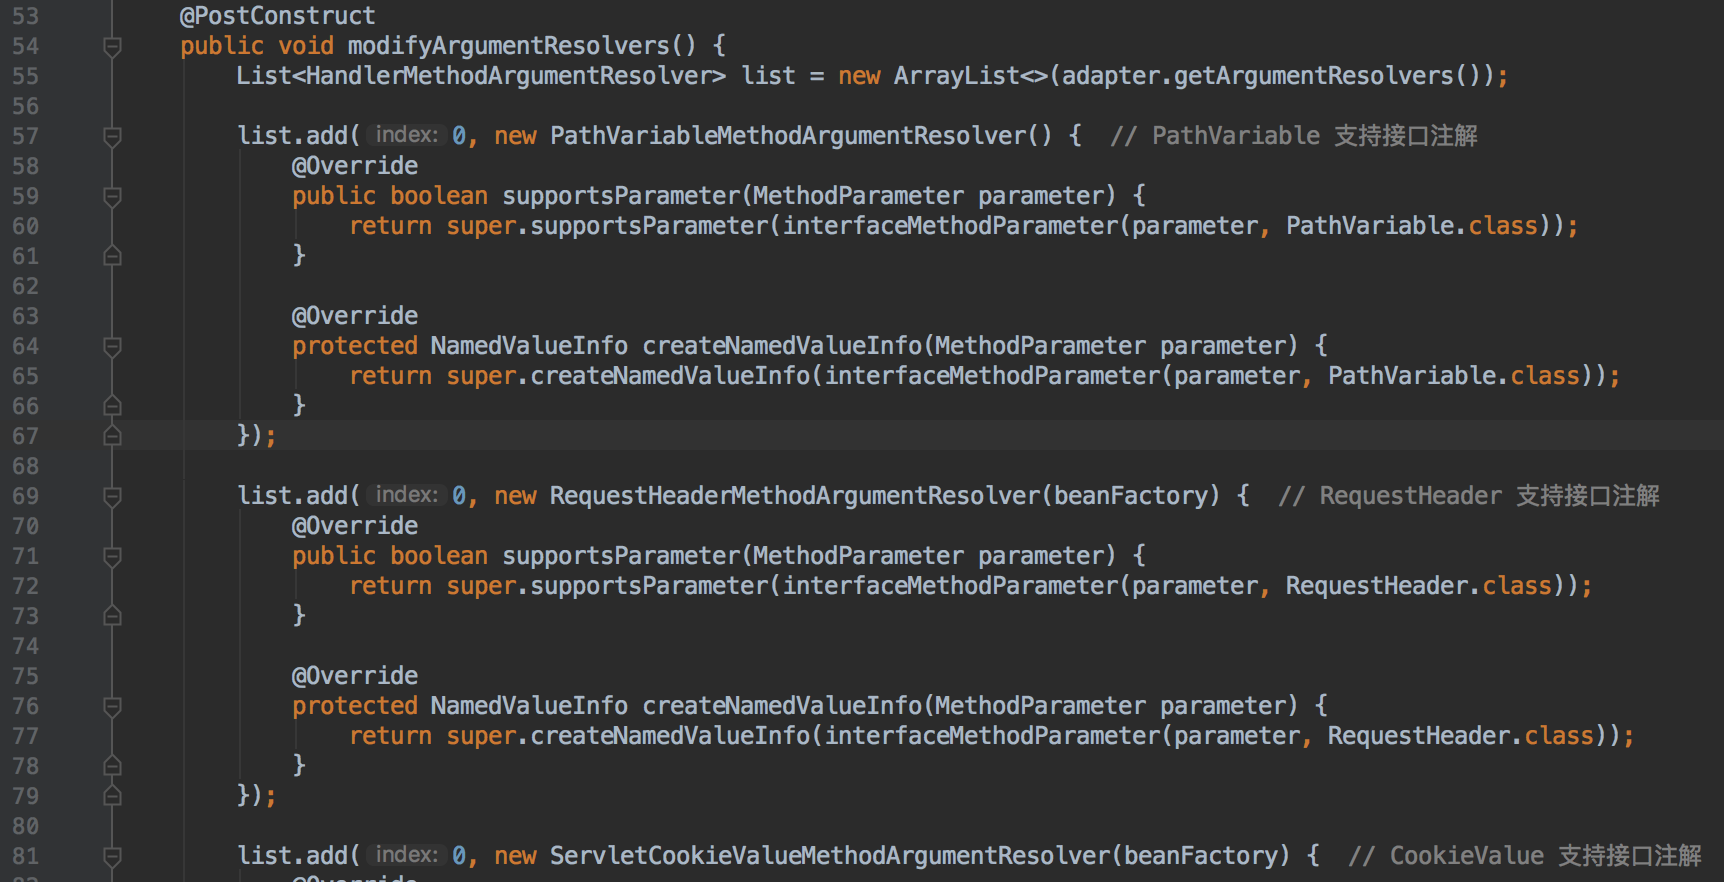 53 @PostConstruct
54 public void modifyArgumentResolvers() {
55 List<HandlerMethodArgumentResolver> list = new ArrayList<>(adapter.getArgumentResolvers());
56
57 list.add( index: 0, new PathVariableMethodArgumentResolver() { // PathVariable 支持接口注解
58 @Override
59 public boolean supportsParameter(MethodParameter parameter) {
60 return super.supportsParameter(interfaceMethodParameter(parameter, PathVariable.class));
61 }
62
63 @Override
64 protected NamedValueInfo createNamedValueInfo(MethodParameter parameter) {
65 return super.createNamedValueInfo(interfaceMethodParameter(parameter, PathVariable.class));
66 }
67 });
68
69 list.add( index: 0, new RequestHeaderMethodArgumentResolver(beanFactory) { // RequestHeader 支持接口注解
70 @Override
71 public boolean supportsParameter(MethodParameter parameter) {
72 return super.supportsParameter(interfaceMethodParameter(parameter, RequestHeader.class));
73 }
74
75 @Override
76 protected NamedValueInfo createNamedValueInfo(MethodParameter parameter) {
77 return super.createNamedValueInfo(interfaceMethodParameter(parameter, RequestHeader.class));
78 }
79 });
80
81 list.add( index: 0, new ServletCookieValueMethodArgumentResolver(beanFactory) { // CookieValue 支持接口注解